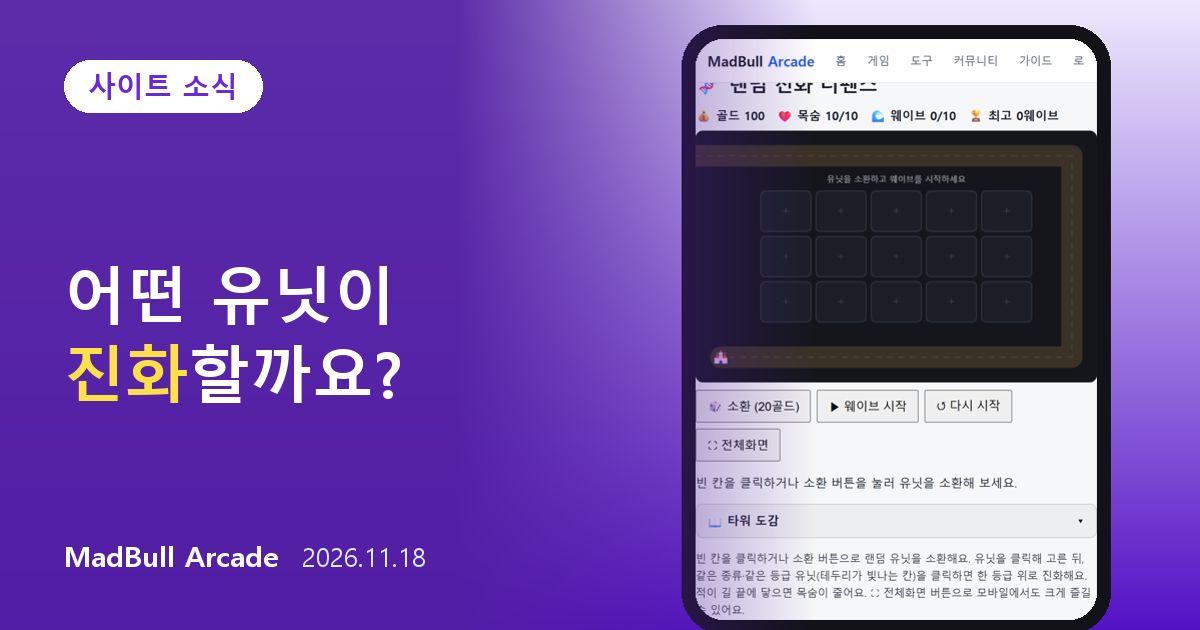 사이트 소식
어떤 유닛이
진화할까요?
MadBull Arcade 2026.11.18
MadBull Arcade 홈 게임 도구 커뮤니티 가이드 로
랜덤 진화 디펜스
골드 100 목숨 10/10 웨이브 0/10 최고 0웨이브
유닛을 소환하고 웨이브를 시작하세요
+ + + + +
+ + + + +
+ + + + +
소환 (20골드) ▶ 웨이브 시작 ↺ 다시 시작
⛶ 전체화면
빈 칸을 클릭하거나 소환 버튼을 눌러 유닛을 소환해 보세요.
타워 도감 ▾
빈 칸을 클릭하거나 소환 버튼으로 랜덤 유닛을 소환해요. 유닛을 클릭해 고른 뒤,
같은 종류·같은 등급 유닛(테두리가 빛나는 칸)을 클릭하면 한 등급 위로 진화해요.
적이 길 끝에 닿으면 목숨이 줄어요. ⛶ 전체화면 버튼으로 모바일에서도 크게 즐길
수 있어요.